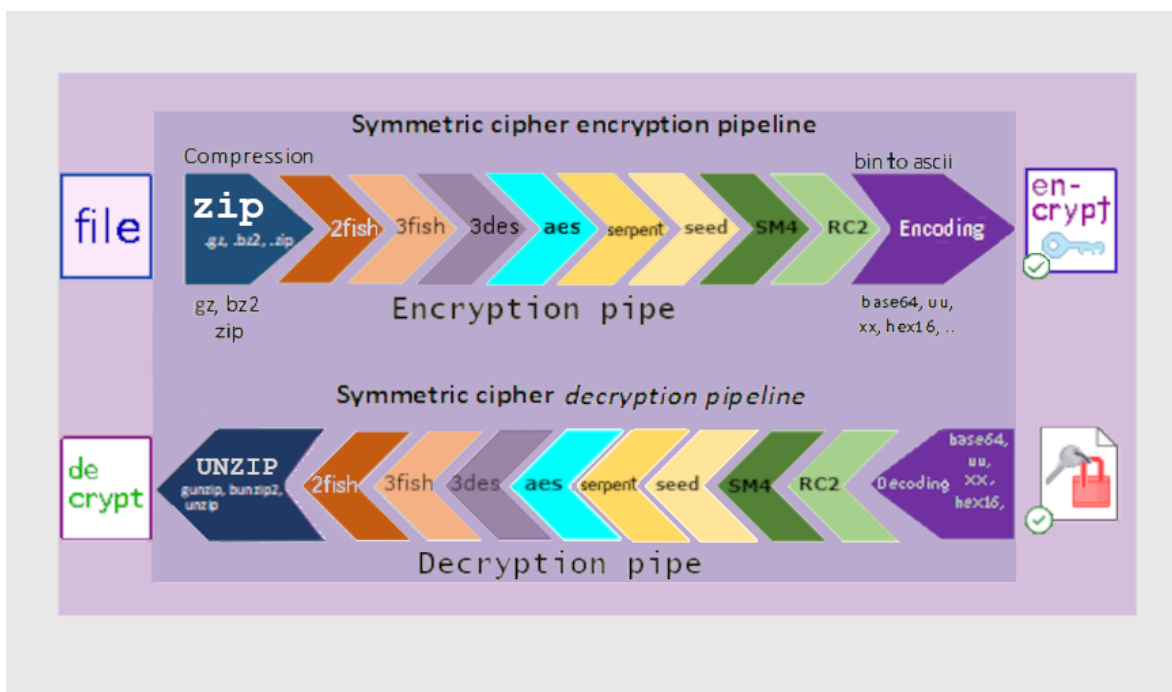 Symmetric cipher encryption pipeline
Compression
bin to ascii
file
zip
.gz, .bz2, .zip
2fish
3fish
3des
aes
serpent
seed
SM4
RC2
Encoding
en-
crypt
gz, bz2
zip
Encryption pipe
base64, uu,
xx, hex16, ..
Symmetric cipher decryption pipeline
de
crypt
UNZIP
gunzip, bunzip2,
unzip
2fish
3fish
3des
aes
serpent
seed
SM4
RC2
Decoding
base64,
uu,
XX,
hex16,
Decryption pipe